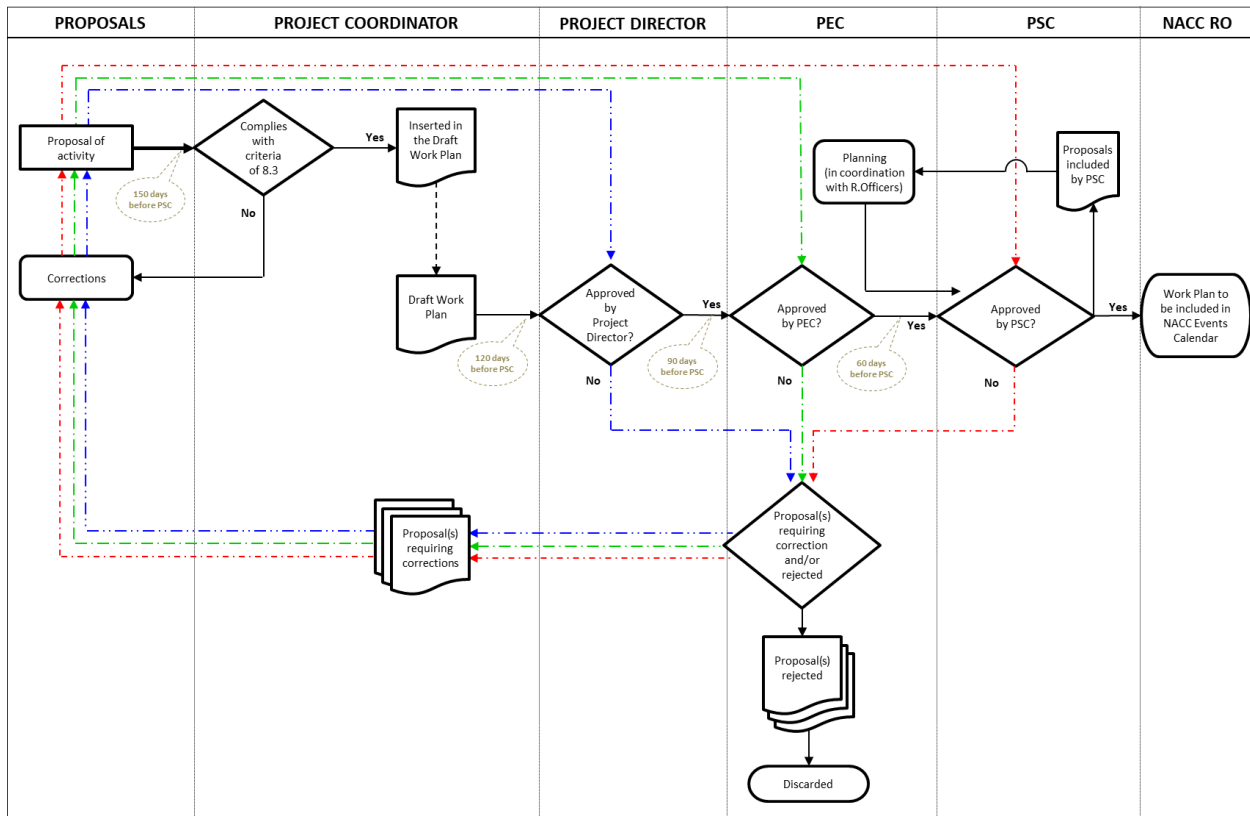 PROPOSALS
PROJECT COORDINATOR
PROJECT DIRECTOR
PEC
PSC
NACC RO
Proposal of
activity
150 days
before PSC
Complies
with
criteria
of 8.3
Yes
No
Inserted in
the Draft
Work Plan
Planning
(in coordination
with R.Officers)
Proposals
included
by PSC
Corrections
Draft Work
Plan
120 days
before PSC
Approved
by
Project
Director?
Yes
No
90 days
before PSC
Approved
by PEC?
Yes
No
60 days
before PSC
Approved
by PSC?
Yes
No
Work Plan to
be included in
NACC Events
Calendar
Proposal(s)
requiring
corrections
Proposal(s)
requiring
correction
and/or
rejected
Proposal(s)
rejected
Discarded